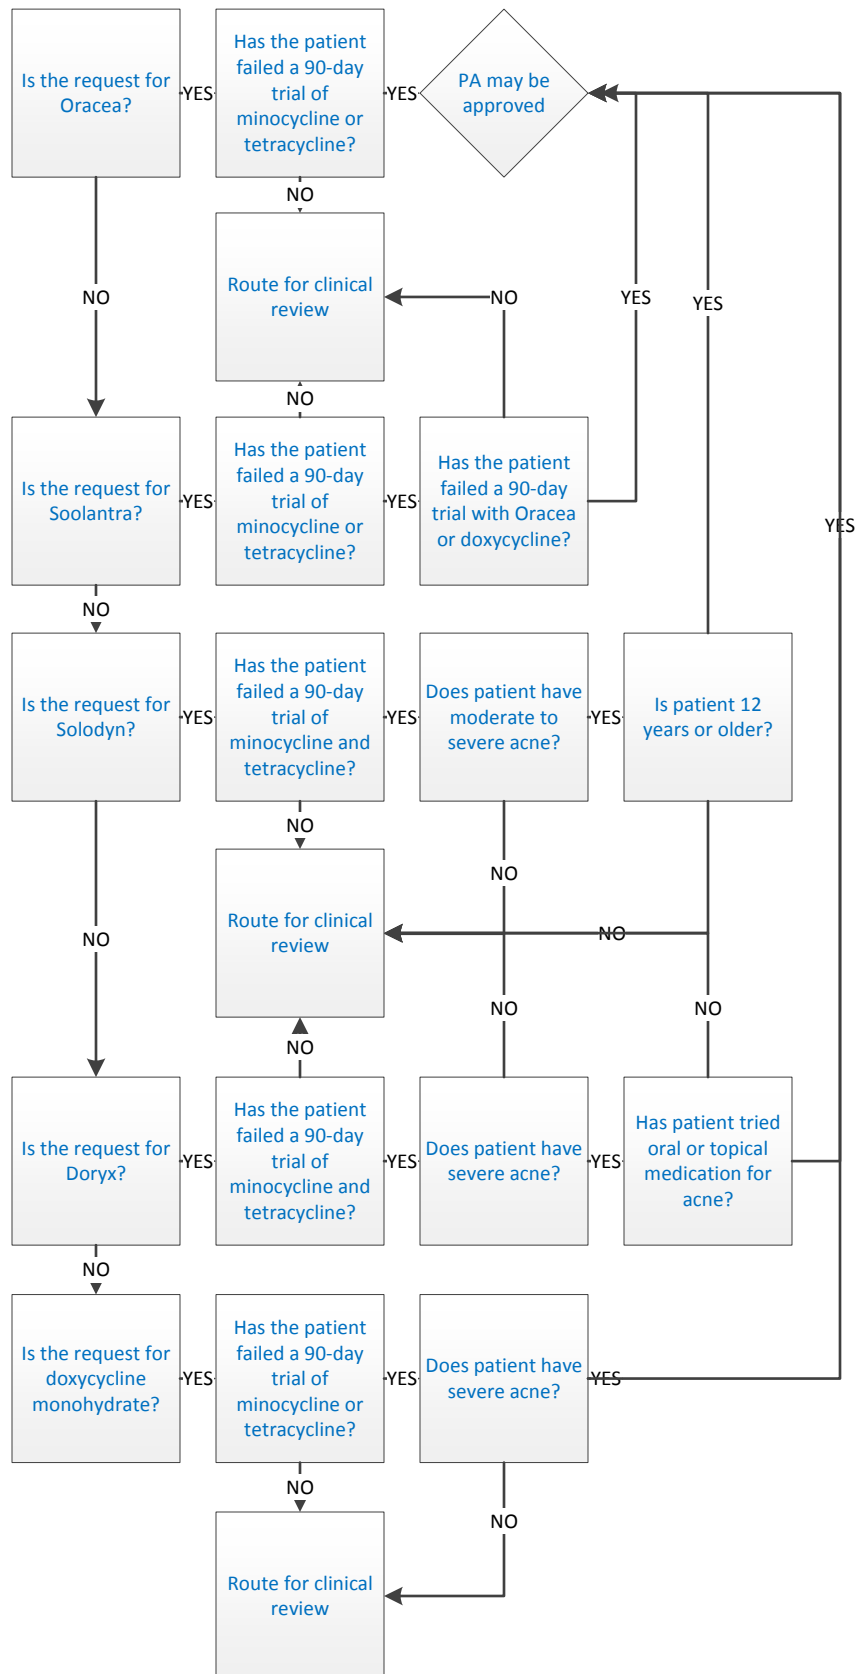 Is the request for
Oracea?
YES
Has the patient
failed a 90-day
trial of
minocycline or
tetracycline?
YES
PA may be
approved
NO
NO
Route for clinical
review
NO
YES
YES
NO
Is the request for
Soolantra?
YES
Has the patient
failed a 90-day
trial of
minocycline or
tetracycline?
YES
Has the patient
failed a 90-day
trial with Oracea
or doxycycline?
YES
NO
Is the request for
Solodyn?
YES
Has the patient
failed a 90-day
trial of
minocycline and
tetracycline?
YES
Does patient have
moderate to
severe acne?
YES
Is patient 12
years or older?
NO
NO
NO
Route for clinical
review
NO
NO
NO
NO
Is the request for
Doryx?
YES
Has the patient
failed a 90-day
trial of
minocycline and
tetracycline?
YES
Does patient have
severe acne?
YES
Has patient tried
oral or topical
medication for
acne?
NO
Is the request for
doxycycline
monohydrate?
YES
Has the patient
failed a 90-day
trial of
minocycline or
tetracycline?
YES
Does patient have
severe acne?
YES
NO
NO
Route for clinical
review